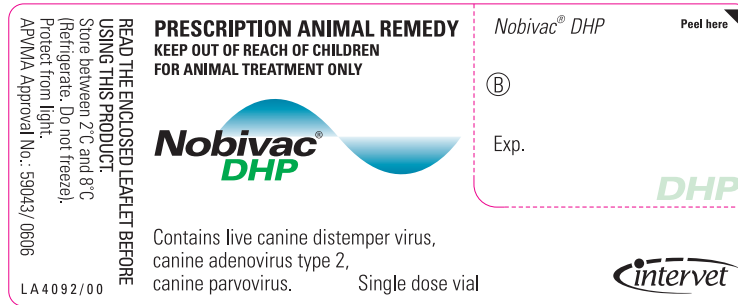 READ THE ENCLOSED LEAFLET BEFORE
USING THIS PRODUCT.
Store between 2°C and 8°C
(Refrigerate. Do not freeze).
Protect from light.
APVMA Approval No.: 59043/ 0606
LA4092/00
PRESCRIPTION ANIMAL REMEDY
KEEP OUT OF REACH OF CHILDREN
FOR ANIMAL TREATMENT ONLY
Nobivac®
DHP
Contains live canine distemper virus,
canine adenovirus type 2,
canine parvovirus. Single dose vial
Nobivac® DHP
Peel here
B
Exp.
DHP
intervet